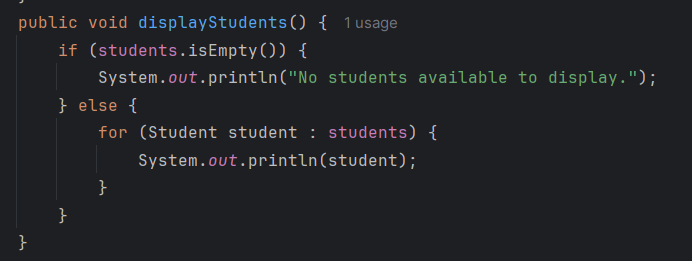 public void displayStudents() { 1 usage
if (students.isEmpty()) {
System.out.println("No students available to display.");
} else {
for (Student student : students) {
System.out.println(student);
}
}
}